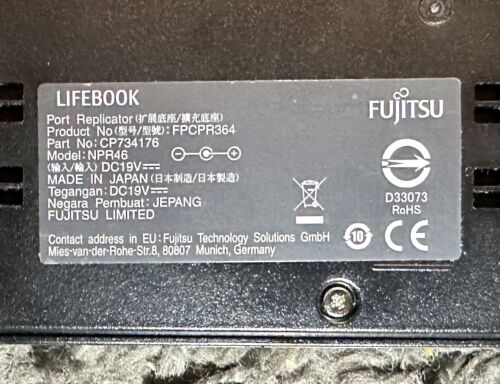 LIFEBOOK
FUJITSU
Port Replicator(扩展底座/擴充底座)
Product No(型号/型號):FPCPR364
Part No.:CP734176
Model:NPR46
(输入/輸入) DC19V
MADE IN JAPAN (日本制造/日本製造)
Tegangan:DC19V
Negara Pembuat: JEPANG
FUJITSU LIMITED
D33073
RoHS
10
CE
Contact address in EU:Fujitsu Technology Solutions GmbH
Mies-van-der-Rohe-Str.8, 80807 Munich, Germany